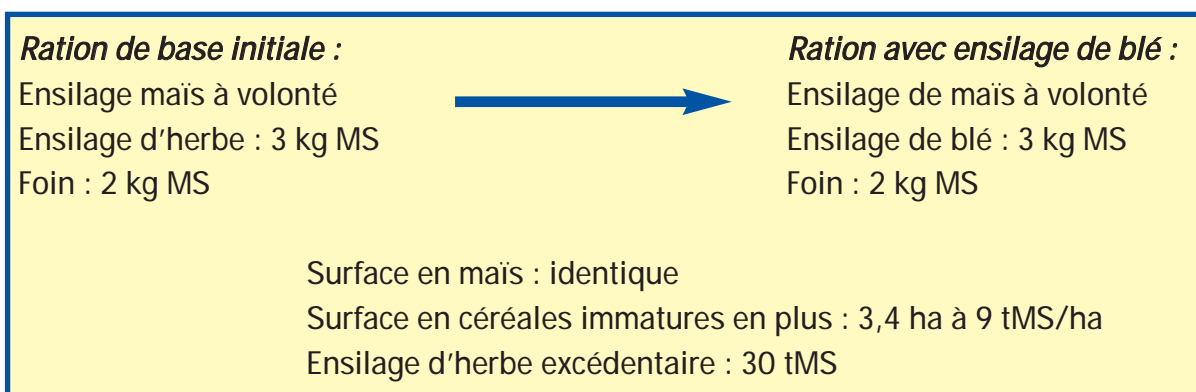 Ration de base initiale :
Ensilage maïs à volonté
Ensilage d'herbe : 3 kg MS
Foin : 2 kg MS
Ration avec ensilage de blé :
Ensilage de maïs à volonté
Ensilage de blé : 3 kg MS
Foin : 2 kg MS
Surface en maïs : identique
Surface en céréales immatures en plus : 3,4 ha à 9 tMS/ha
Ensilage d'herbe excédentaire : 30 tMS